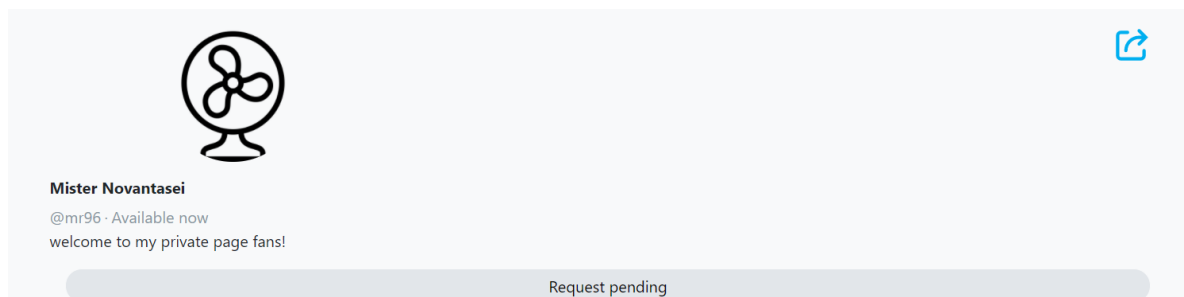 Mister Novantasei
@mr96 · Available now
welcome to my private page fans!
Request pending